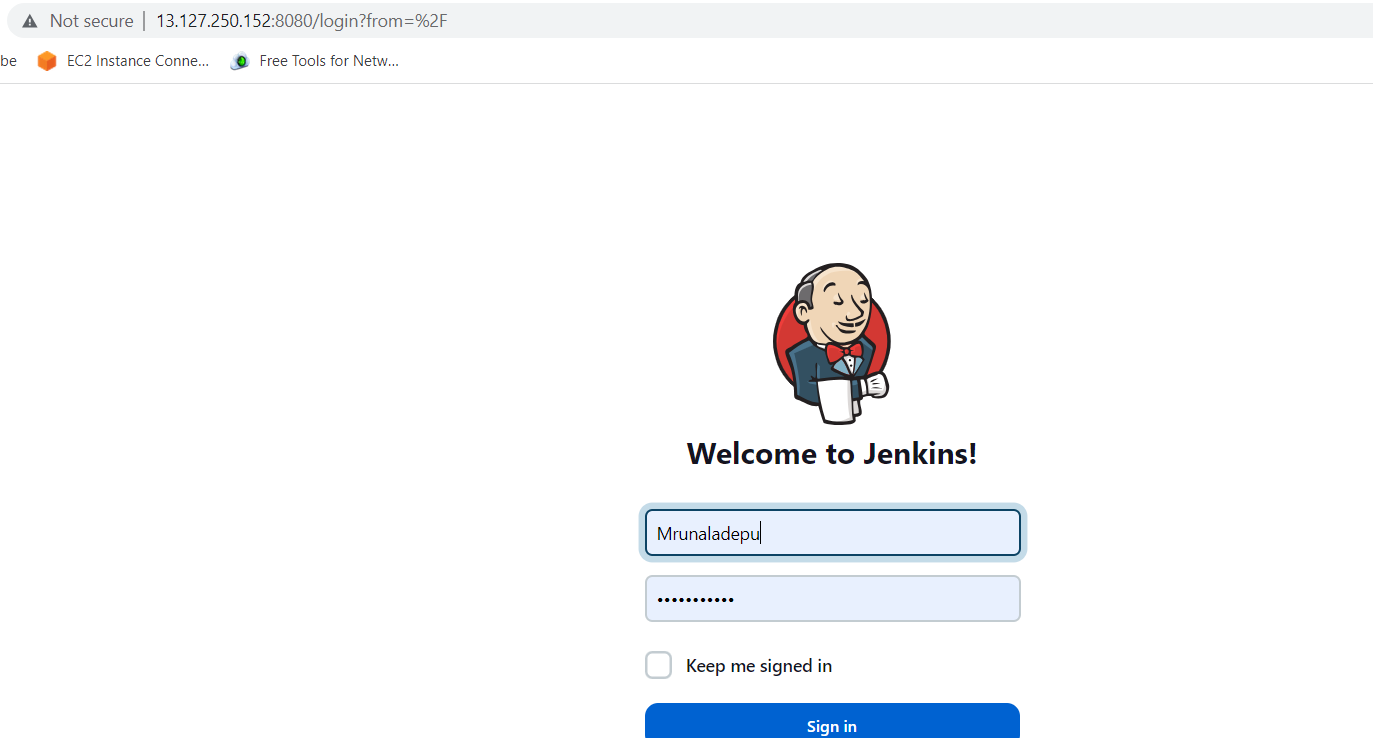 Not secure | 13.127.250.152:8080/login?from=%2F
be EC2 Instance Conne... Free Tools for Netw...
Welcome to Jenkins!
Mrunaladepu
•••••••••••
Keep me signed in
Sign in